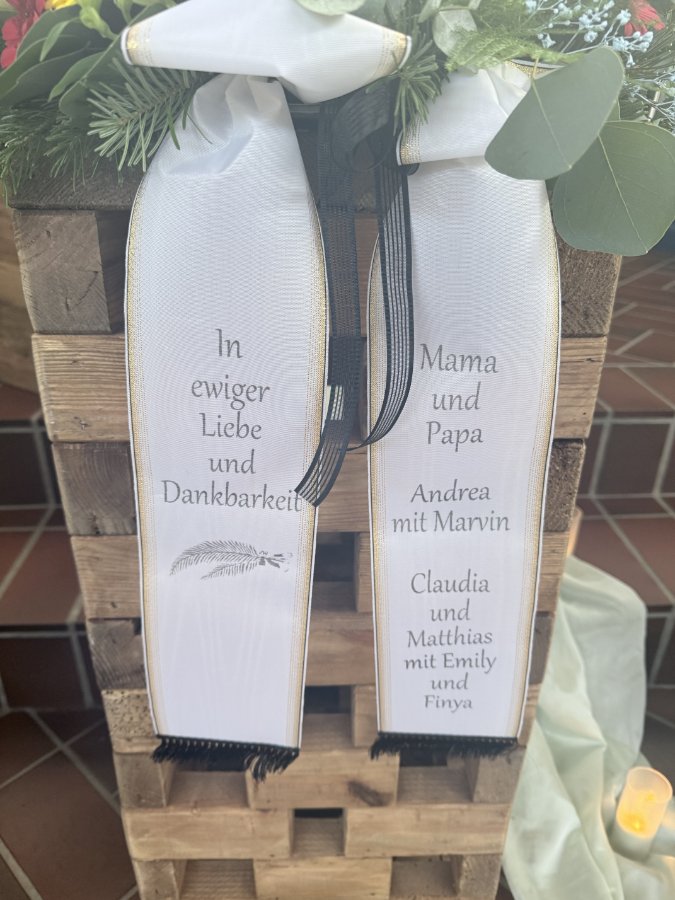 In
ewiger
Liebe
und
Dankbarkeit
Mama
und
Papa
Andrea
mit Marvin
Claudia
und
Matthias
mit Emily
und
Finya